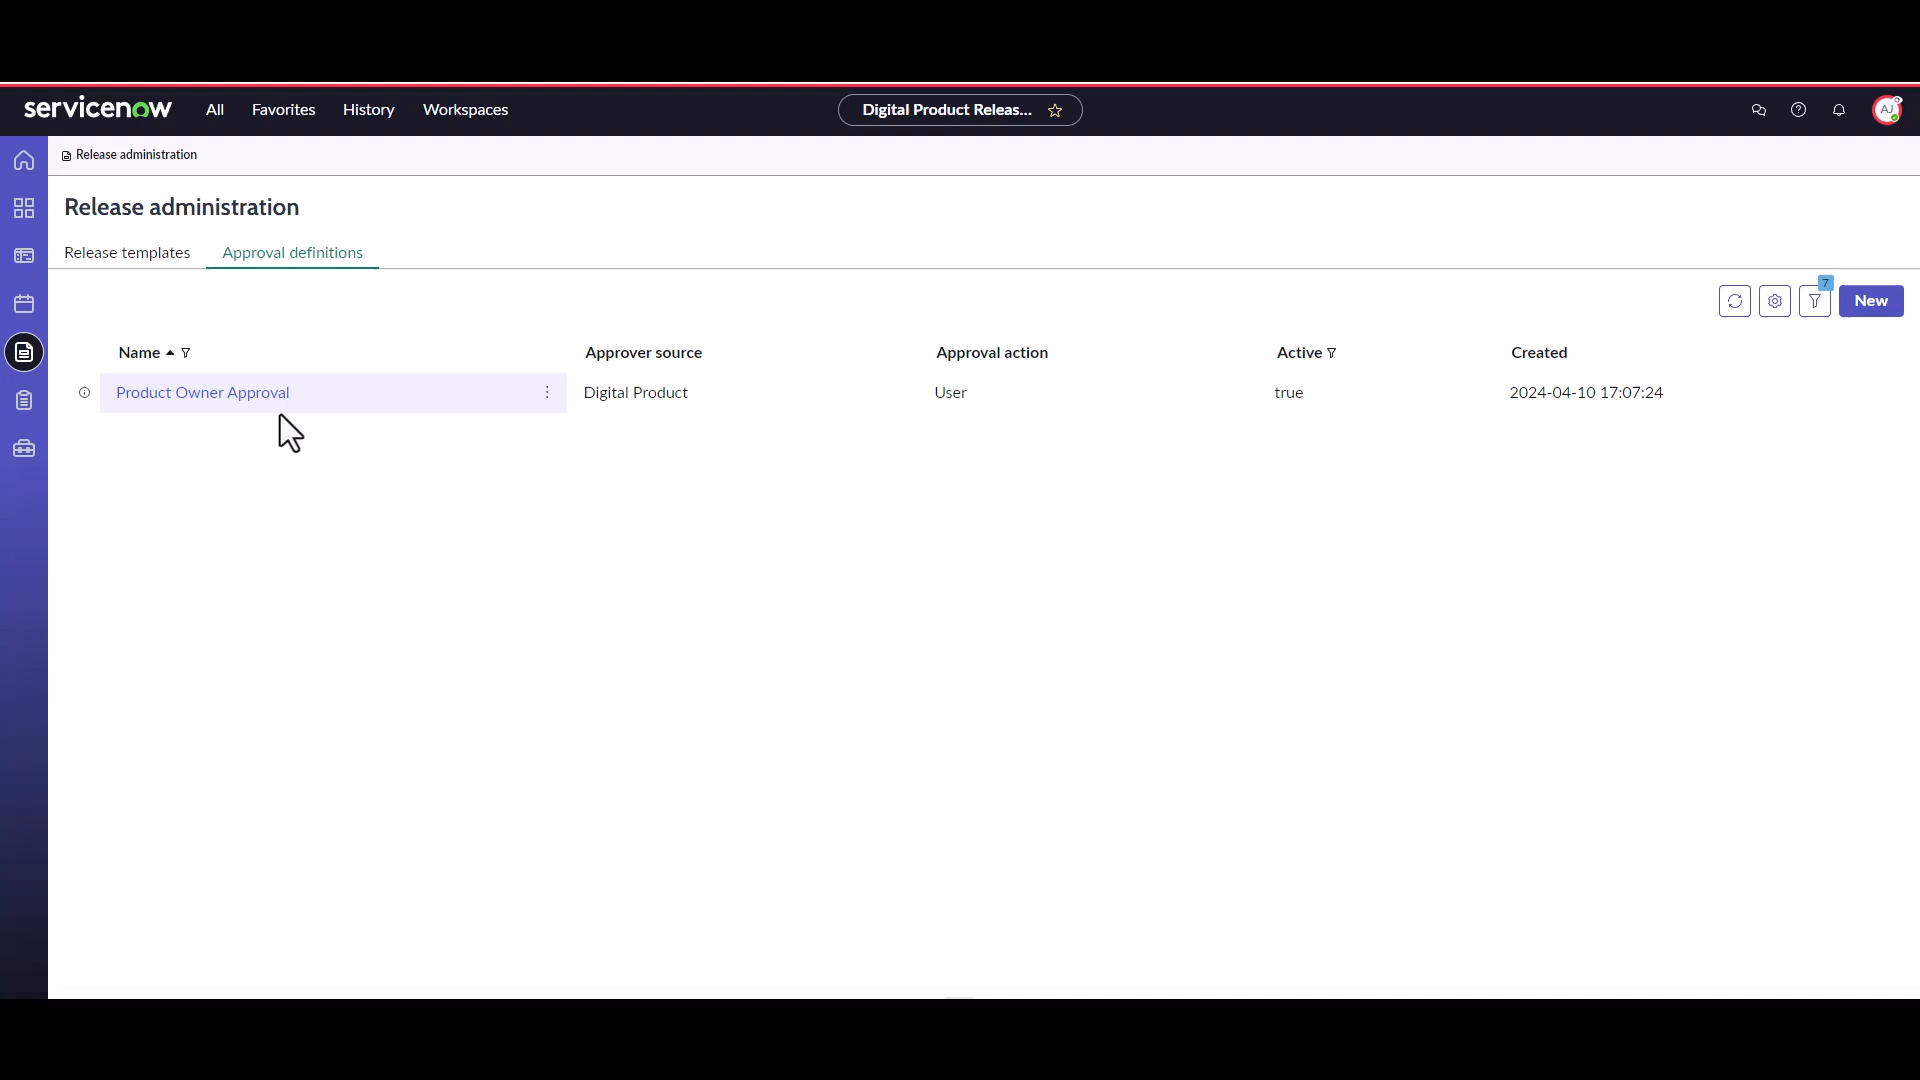 servicenow All Favorites History Workspaces Digital Product Releas... AJ
Release administration
Release administration
Release templates Approval definitions
7
New
Name Approver source Approval action Active Created
Product Owner Approval Digital Product User true 2024-04-10 17:07:24